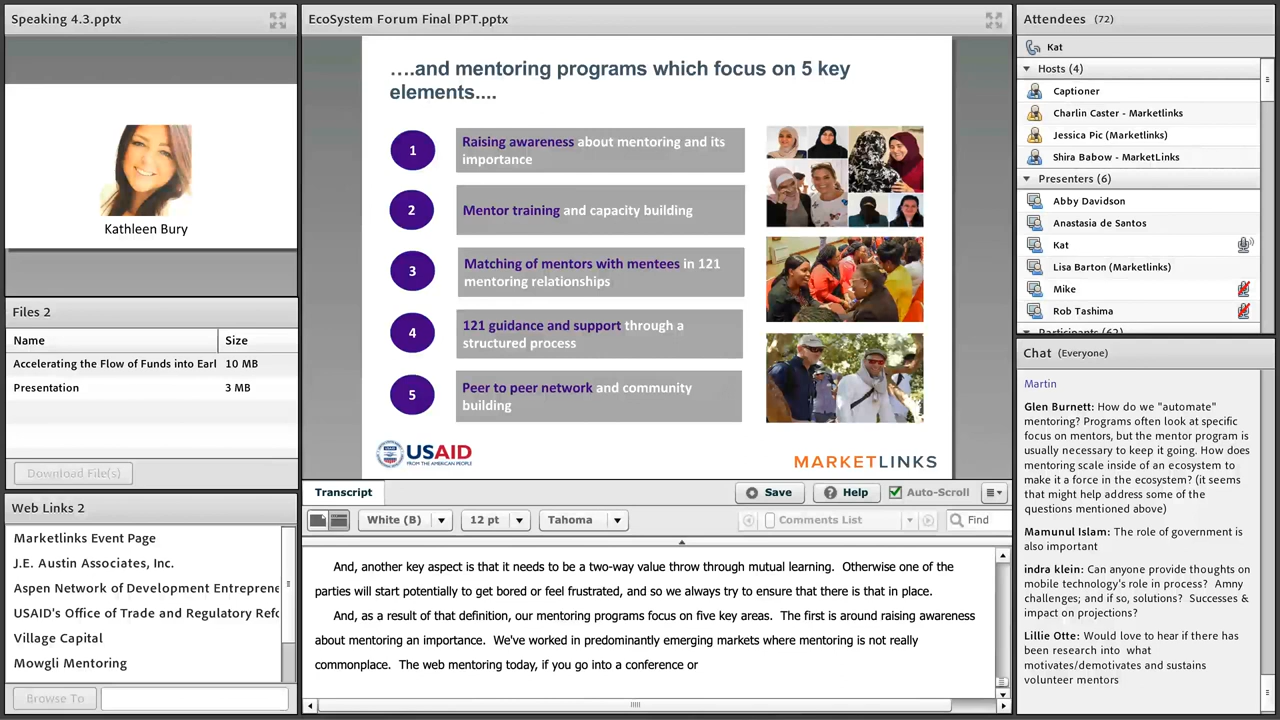 Speaking 4.3.pptx
Kathleen Bury
Files 2
Name Size
Accelerating the Flow of Funds into Earl 10 MB
Presentation 3 MB
Download File(s)
Web Links 2
Marketlinks Event Page
J.E. Austin Associates, Inc.
Aspen Network of Development Entreprene
USAID's Office of Trade and Regulatory Refo
Village Capital
Mowgli Mentoring
Browse To
EcoSystem Forum Final PPT.pptx
....and mentoring programs which focus on 5 key
elements....
1
Raising awareness about mentoring and its
importance
2
Mentor training and capacity building
3
Matching of mentors with mentees in 121
mentoring relationships
4
121 guidance and support through a
structured process
5
Peer to peer network and community
building
USAID
FROM THE AMERICAN PEOPLE
MARKETLINKS
Transcript Save Help Auto-Scroll
White (B) 12 pt Tahoma Comments List Find
And, another key aspect is that it needs to be a two-way value throw through mutual learning. Otherwise one of the
parties will start potentially to get bored or feel frustrated, and so we always try to ensure that there is that in place.
And, as a result of that definition, our mentoring programs focus on five key areas. The first is around raising awareness
about mentoring an importance. We've worked in predominantly emerging markets where mentoring is not really
commonplace. The web mentoring today, if you go into a conference or
Attendees (72)
Kat
Hosts (4)
Captioner
Charlin Caster - Marketlinks
Jessica Pic (Marketlinks)
Shira Babow - MarketLinks
Presenters (6)
Abby Davidson
Anastasia de Santos
Kat
Lisa Barton (Marketlinks)
Mike
Rob Tashima
Participants (62)
Chat (Everyone)
Martin
Glen Burnett: How do we "automate"
mentoring? Programs often look at specific
focus on mentors, but the mentor program is
usually necessary to keep it going. How does
mentoring scale inside of an ecosystem to
make it a force in the ecosystem? (it seems
that might help address some of the
questions mentioned above)
Mamunul Islam: The role of government is
also important
indra klein: Can anyone provide thoughts on
mobile technology's role in process? Amny
challenges; and if so, solutions? Successes &
impact on projections?
Lillie Otte: Would love to hear if there has
been research into what
motivates/demotivates and sustains
volunteer mentors